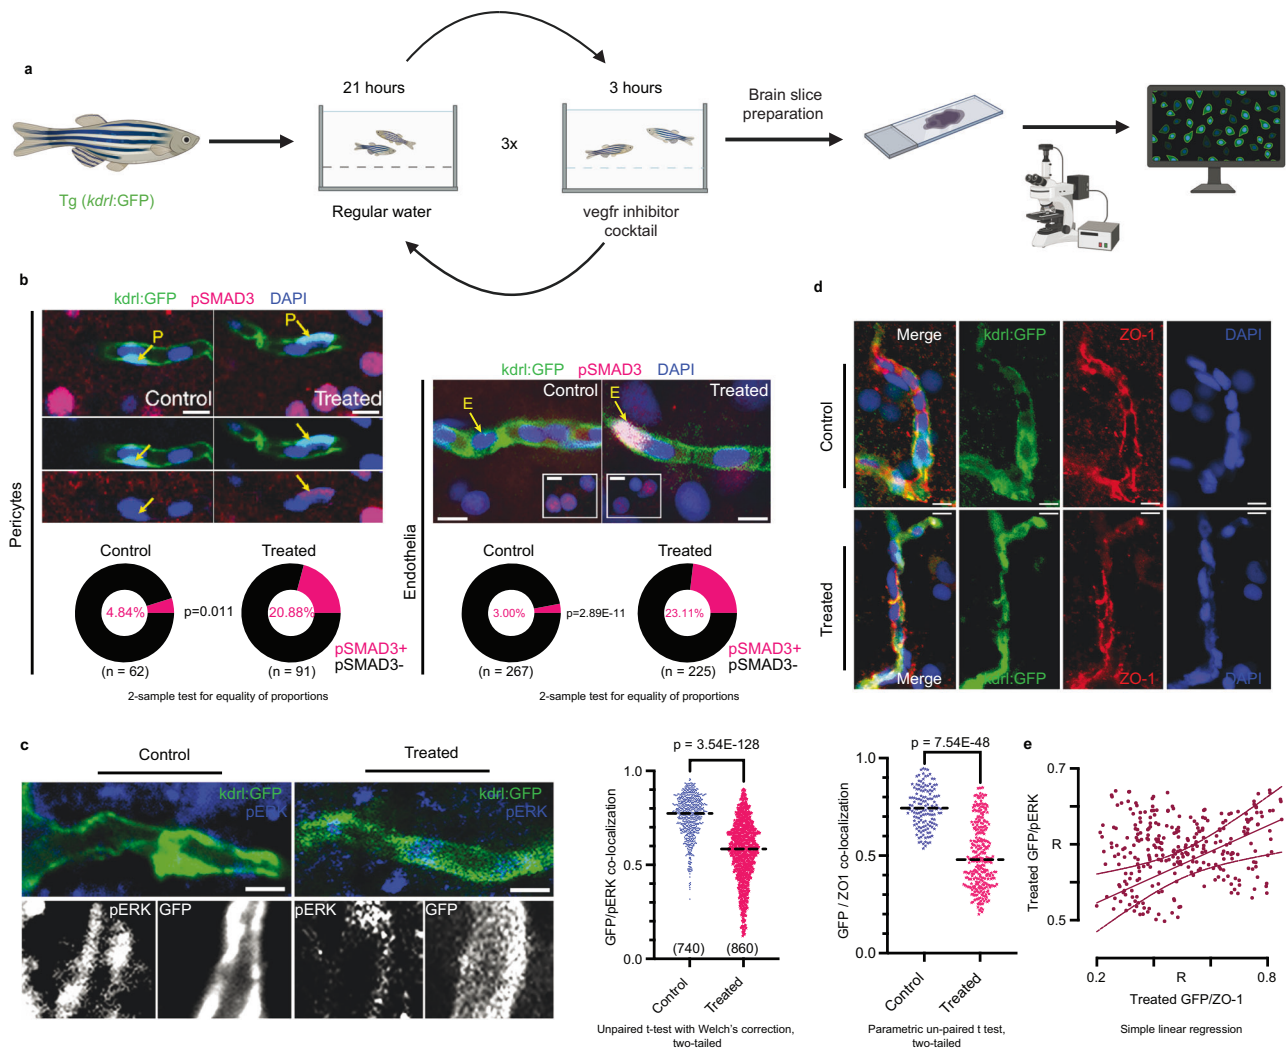 a
21 hours
3x
3 hours
Brain slice
preparation
Tg (kdrl:GFP)
Regular water
vegfr inhibitor
cocktail
b
kdrl:GFP pSMAD3 DAPI
Pericytes
P
P
Control
Treated
Control
Treated
4.84%
p=0.011
20.88%
pSMAD3+
pSMAD3-
(n = 62)
(n = 91)
2-sample test for equality of proportions
Endothelia
kdrl:GFP pSMAD3 DAPI
Control
Treated
E
E
Control
Treated
3.00%
p=2.89E-11
23.11%
pSMAD3+
pSMAD3-
(n = 267)
(n = 225)
2-sample test for equality of proportions
d
Control
Merge
kdrl:GFP
ZO-1
DAPI
Treated
Merge
kdrl:GFP
ZO-1
DAPI
c
Control
Treated
kdrl:GFP
pERK
kdrl:GFP
pERK
pERK
GFP
pERK
GFP
p = 3.54E-128
GFP/pERK co-localization
1.0
0.5
0.0
(740)
(860)
Control
Treated
Unpaired t-test with Welch's correction,
two-tailed
p = 7.54E-48
GFP / ZO1 co-localization
1.0
0.5
0.0
Control
Treated
Parametric un-paired t test,
two-tailed
e
Treated GFP/pERK
0.7
R
0.5
0.2
R
0.8
Treated GFP/ZO-1
Simple linear regression